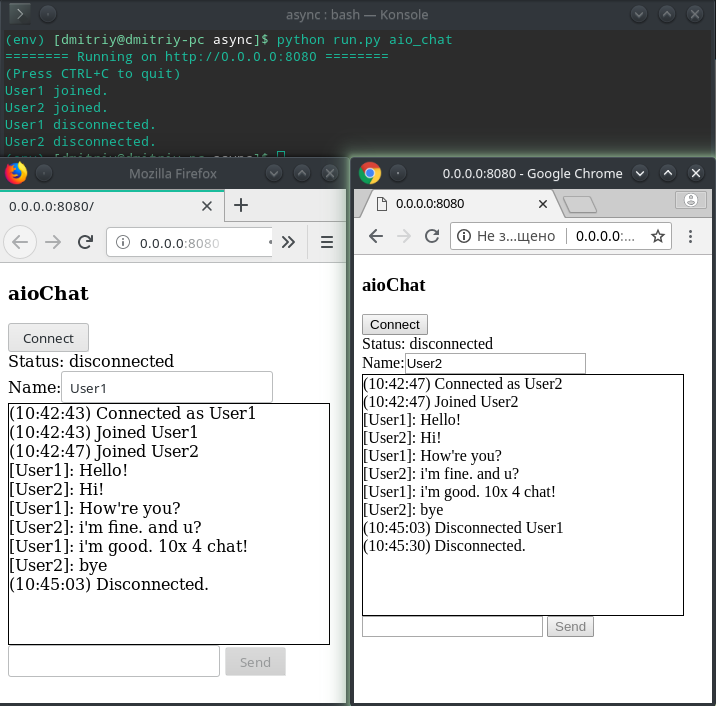 async : bash — Konsole
(env) [dmitriy@dmitriy-pc async]$ python run.py aio_chat
======== Running on http://0.0.0.0:8080 ========
(Press CTRL+C to quit)
User1 joined.
User2 joined.
User1 disconnected.
User2 disconnected.
(env) [dmitriy@dmitriy-pc async]$
Mozilla Firefox
0.0.0.0:8080/
0.0.0.0:8080
aioChat
Connect
Status: disconnected
Name: User1
(10:42:43) Connected as User1
(10:42:43) Joined User1
(10:42:47) Joined User2
[User1]: Hello!
[User2]: Hi!
[User1]: How're you?
[User2]: i'm fine. and u?
[User1]: i'm good. 10x 4 chat!
[User2]: bye
(10:45:03) Disconnected.
Send
0.0.0.0:8080 - Google Chrome
0.0.0.0:8080
Не з...щено 0.0.0.0:...
aioChat
Connect
Status: disconnected
Name: User2
(10:42:47) Connected as User2
(10:42:47) Joined User2
[User1]: Hello!
[User2]: Hi!
[User1]: How're you?
[User2]: i'm fine. and u?
[User1]: i'm good. 10x 4 chat!
[User2]: bye
(10:45:03) Disconnected User1
(10:45:30) Disconnected.
Send